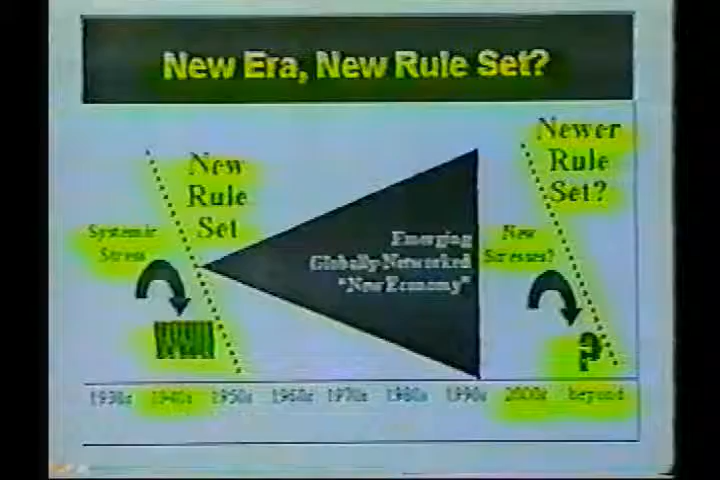 New Era, New Rule Set?
New
Rule
Set
Systemic
Stress
WWII
Emerging
Globally-Networked
"New Economy"
New
Stresses?
Newer
Rule
Set?
?
1930s 1940s 1950s 1960s 1970s 1980s 1990s 2000s beyond